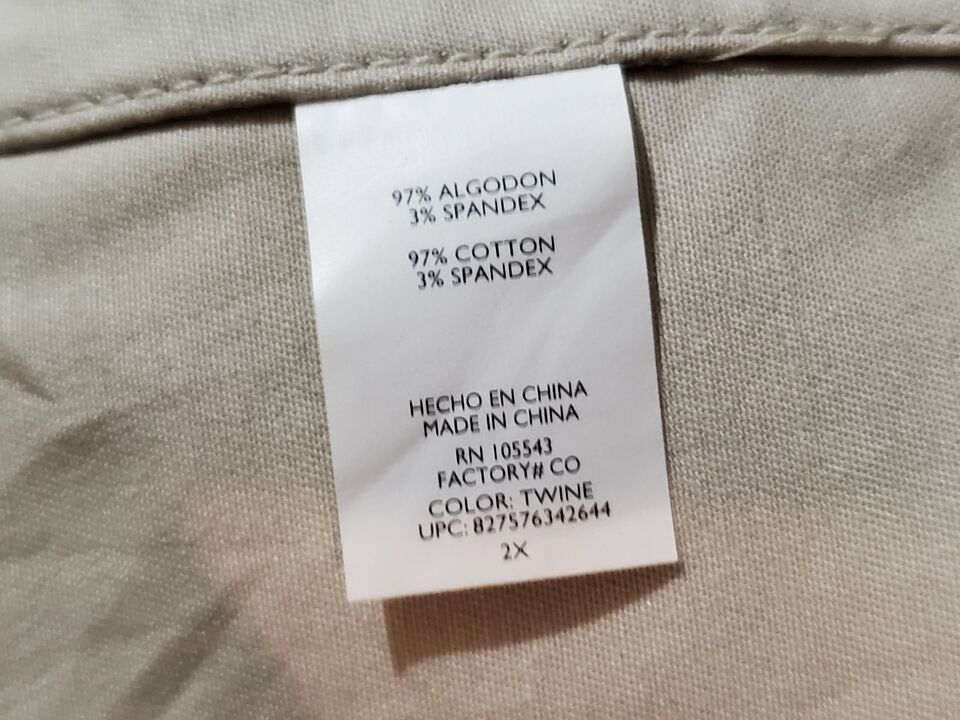 97% ALGODON
3% SPANDEX
97% COTTON
3% SPANDEX
HECHO EN CHINA
MADE IN CHINA
RN 105543
FACTORY# CO
COLOR: TWINE
UPC: 827576342644
2X